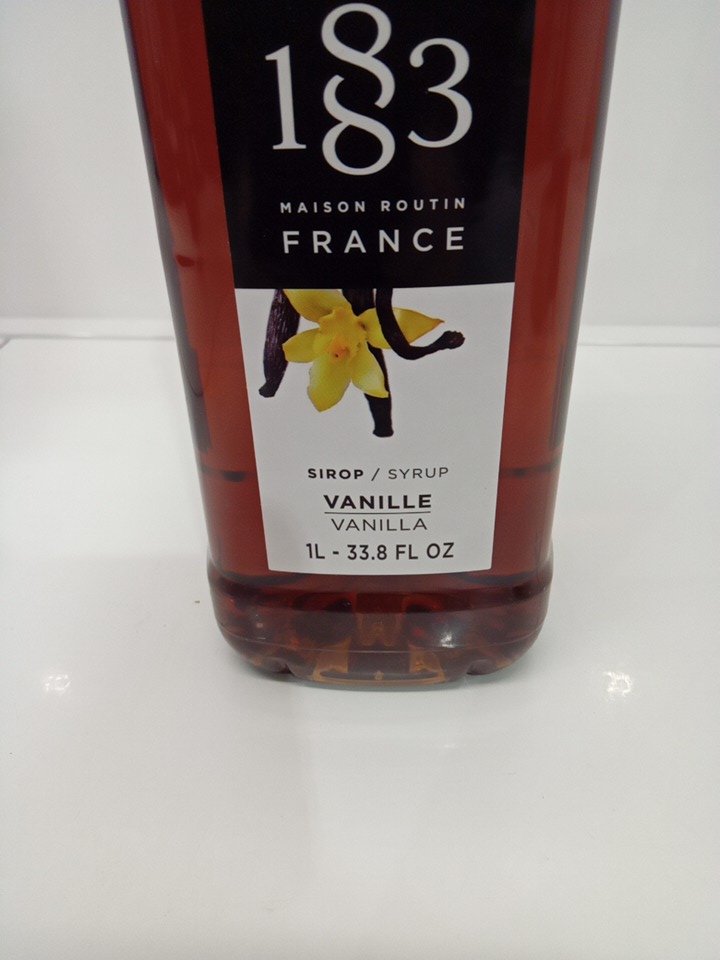 1883
MAISON ROUTIN
FRANCE
SIROP / SYRUP
VANILLE
VANILLA
1L - 33.8 FL OZ